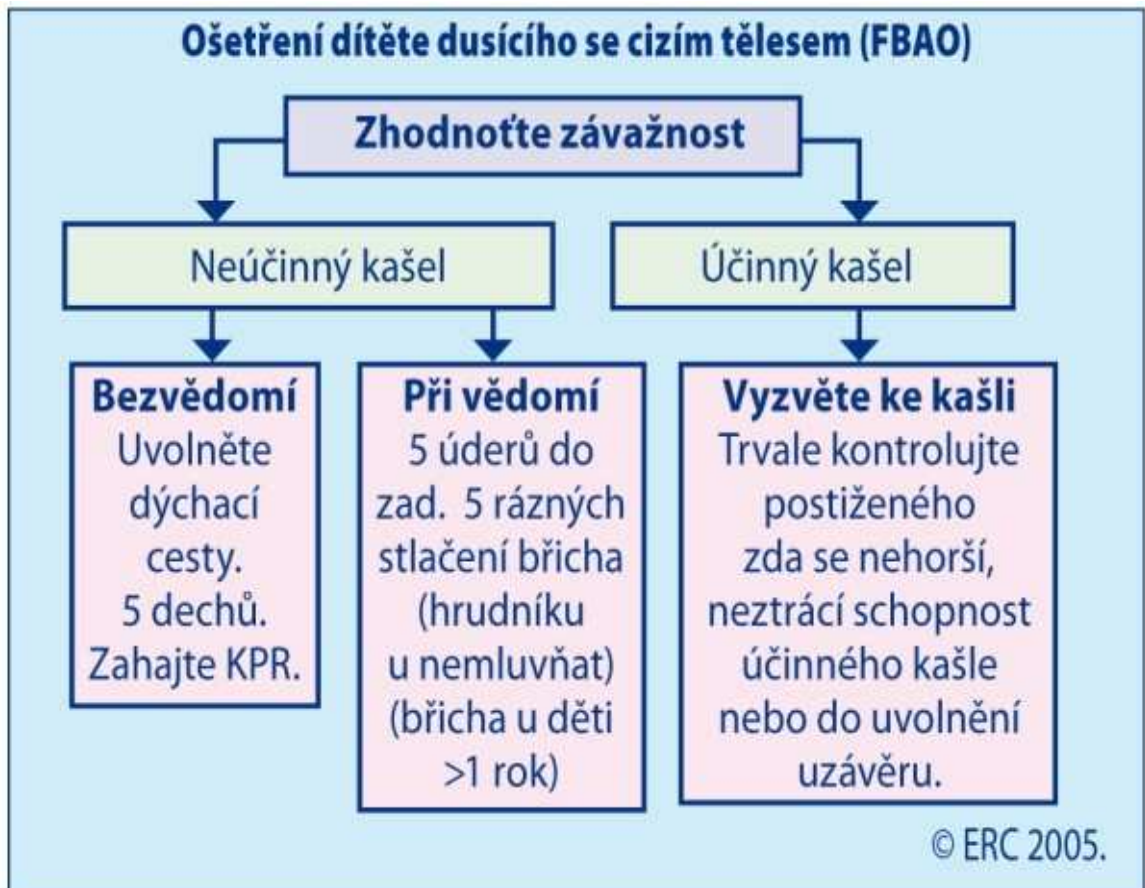 Ošetření dítěte dusícího se cizím tělesem (FBAO)
Zhodnoťte závažnost
Neúčinný kašel
Účinný kašel
Bezvědomí
Uvolněte
dýchací
cesty.
5 dechů.
Zahajte KPR.
Při vědomí
5 úderů do
zad. 5 rázných
stlačení břicha
(hrudníku
u nemluvňat)
(břicha u děti
>1 rok)
Vyzvěte ke kašli
Trvale kontrolujte
postiženého
zda se nehorší,
neztrácí schopnost
účinného kašle
nebo do uvolnění
uzávěru.
© ERC 2005.